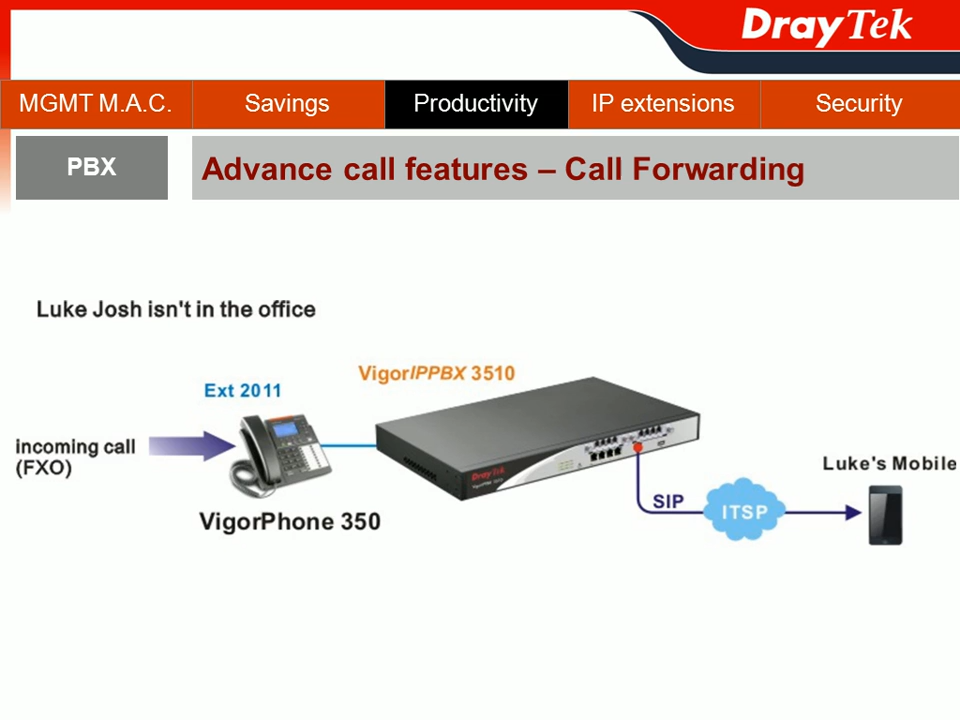 DrayTek
MGMT M.A.C.
Savings
Productivity
IP extensions
Security
PBX
Advance call features – Call Forwarding
Luke Josh isn't in the office
VigorIPPBX 3510
Ext 2011
incoming call
(FXO)
DrayTek
Luke's Mobile
SIP
ITSP
VigorPhone 350